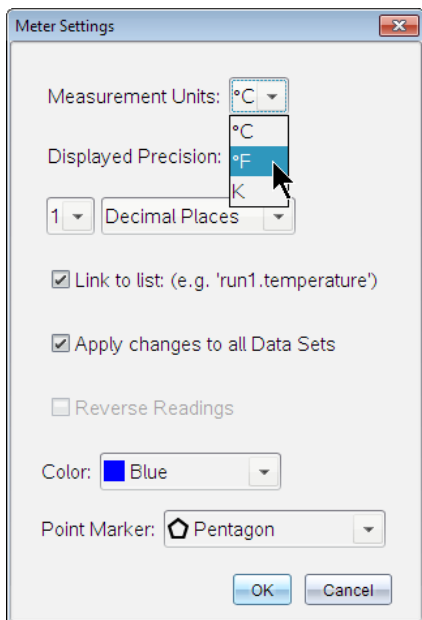 Meter Settings
Measurement Units: °C
°C
Displayed Precision: °F
K
1 Decimal Places
Link to list: (e.g. 'run1.temperature')
Apply changes to all Data Sets
Reverse Readings
Color: Blue
Point Marker: Pentagon
OK Cancel